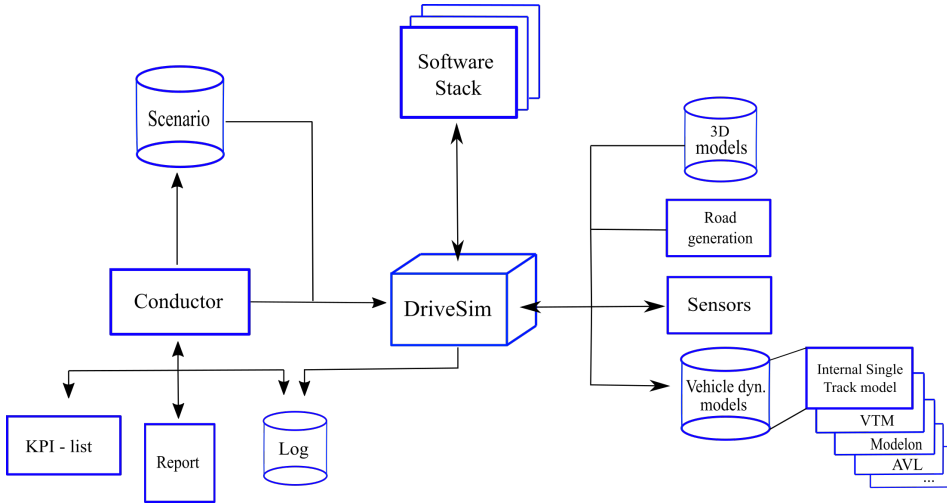 Software
Stack
Scenario
3D
models
Road
generation
Conductor
DriveSim
Sensors
Vehicle dyn.
models
Internal Single
Track model
VTM
Modelon
AVL
...
KPI - list
Report
Log